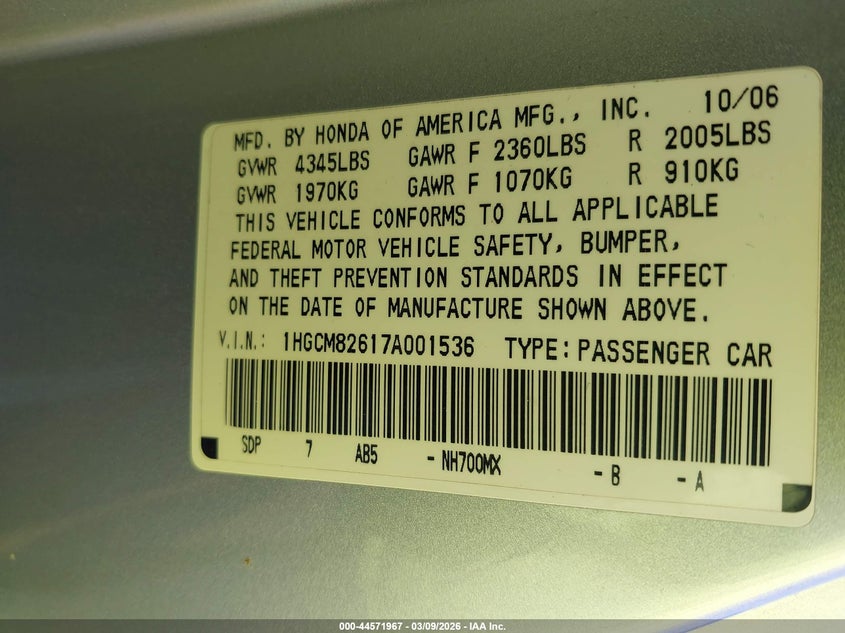 MFD. BY HONDA OF AMERICA MFG., INC. 10/06
GVWR 4345LBS GAWR F 2360LBS R 2005LBS
GVWR 1970KG GAWR F 1070KG R 910KG
THIS VEHICLE CONFORMS TO ALL APPLICABLE
FEDERAL MOTOR VEHICLE SAFETY, BUMPER,
AND THEFT PREVENTION STANDARDS IN EFFECT
ON THE DATE OF MANUFACTURE SHOWN ABOVE.
V.I.N.: 1HGCM82617A001536 TYPE: PASSENGER CAR
SDP 7 AB5 - NH700MX - B - A
000-44571967 - 03/09/2026 - IAA Inc.